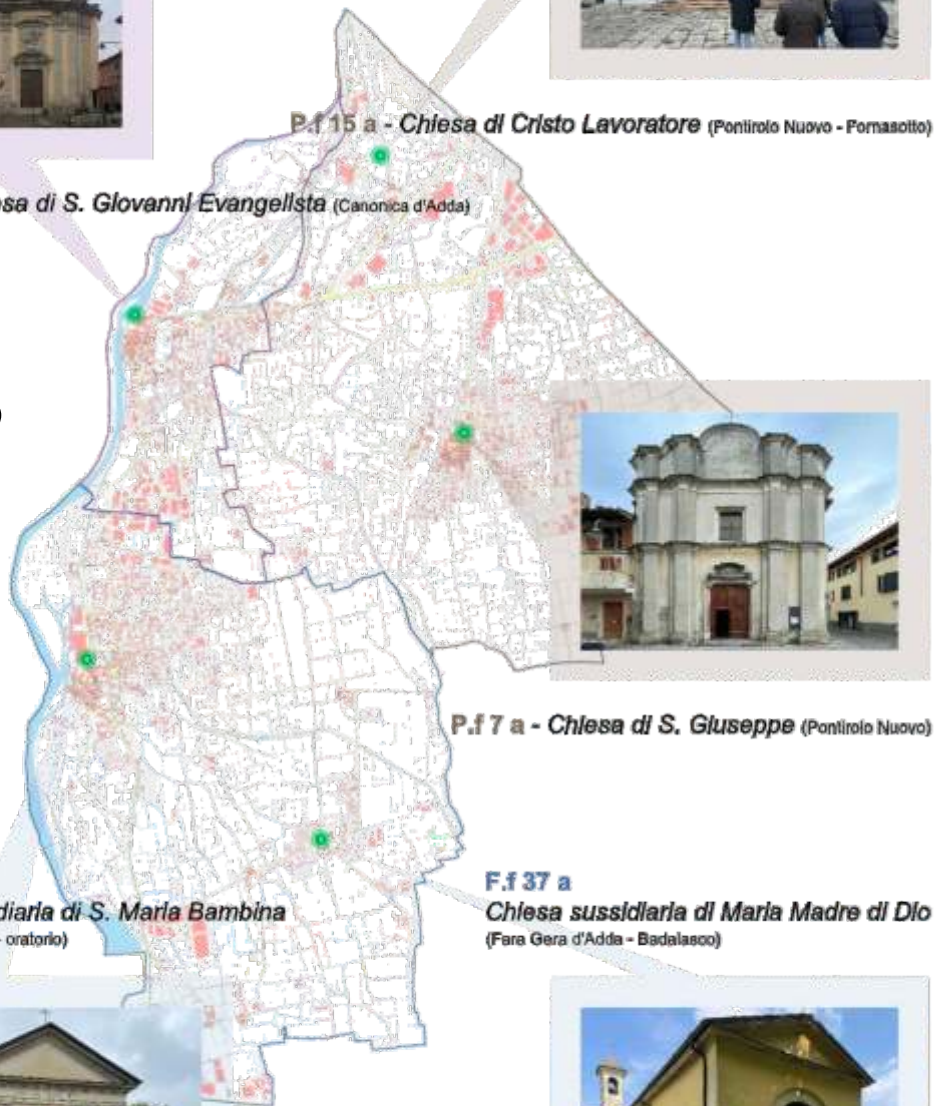 P.f 15 a - Chiesa di Cristo Lavoratore (Pontirolo Nuovo - Fornasotto)
sa di S. Giovanni Evangelista (Canonica d'Adda)
)
P.f 7 a - Chiesa di S. Giuseppe (Pontirolo Nuovo)
F.f 37 a
diaria di S. Maria Bambina
Chiesa sussidiaria di Maria Madre di Dio
- oratorio)
(Fara Gera d'Adda - Badalasco)